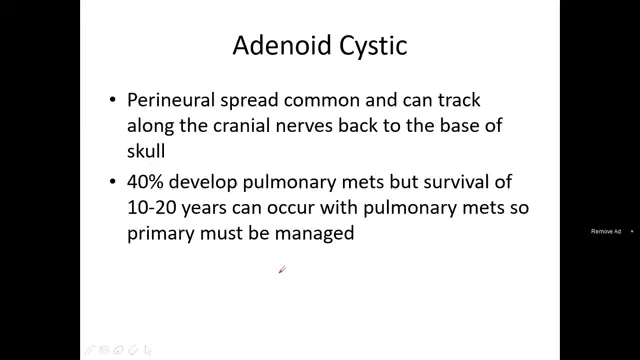 Adenoid Cystic
• Perineural spread common and can track
along the cranial nerves back to the base of
skull
• 40% develop pulmonary mets but survival of
10-20 years can occur with pulmonary mets so
primary must be managed
Remove Ad